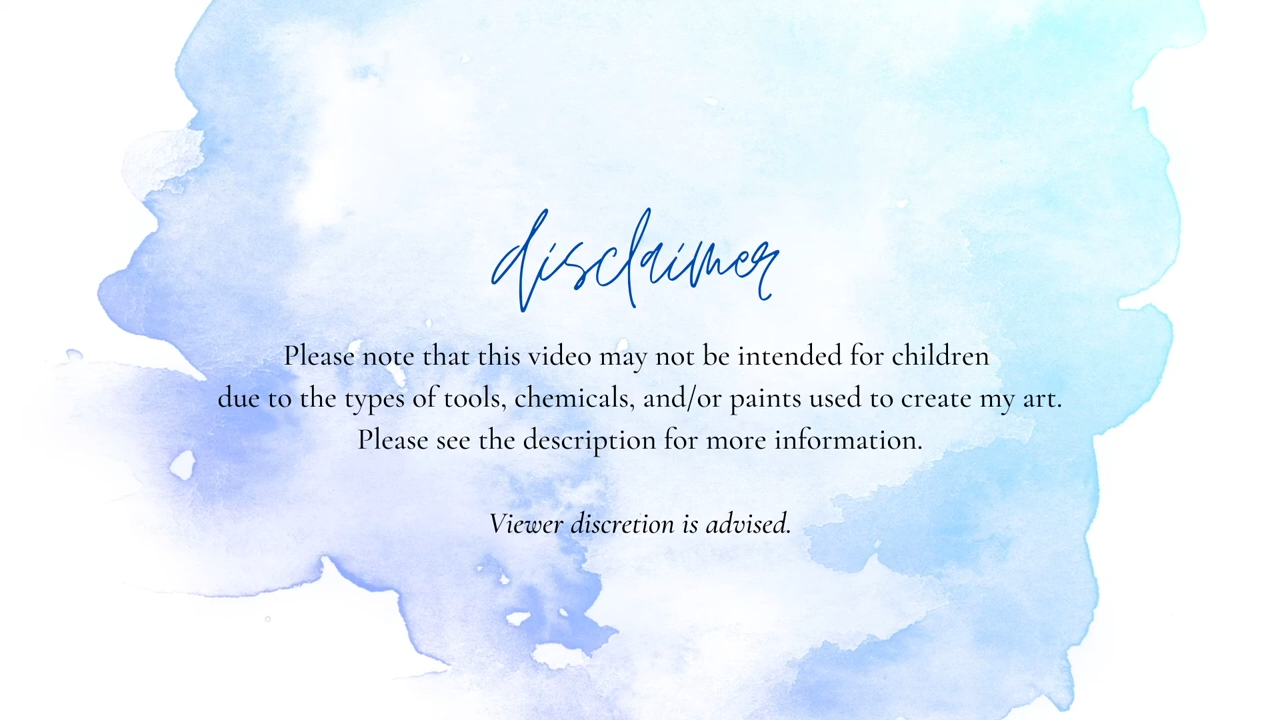 disclaimer
Please note that this video may not be intended for children
due to the types of tools, chemicals, and/or paints used to create my art.
Please see the description for more information.
Viewer discretion is advised.